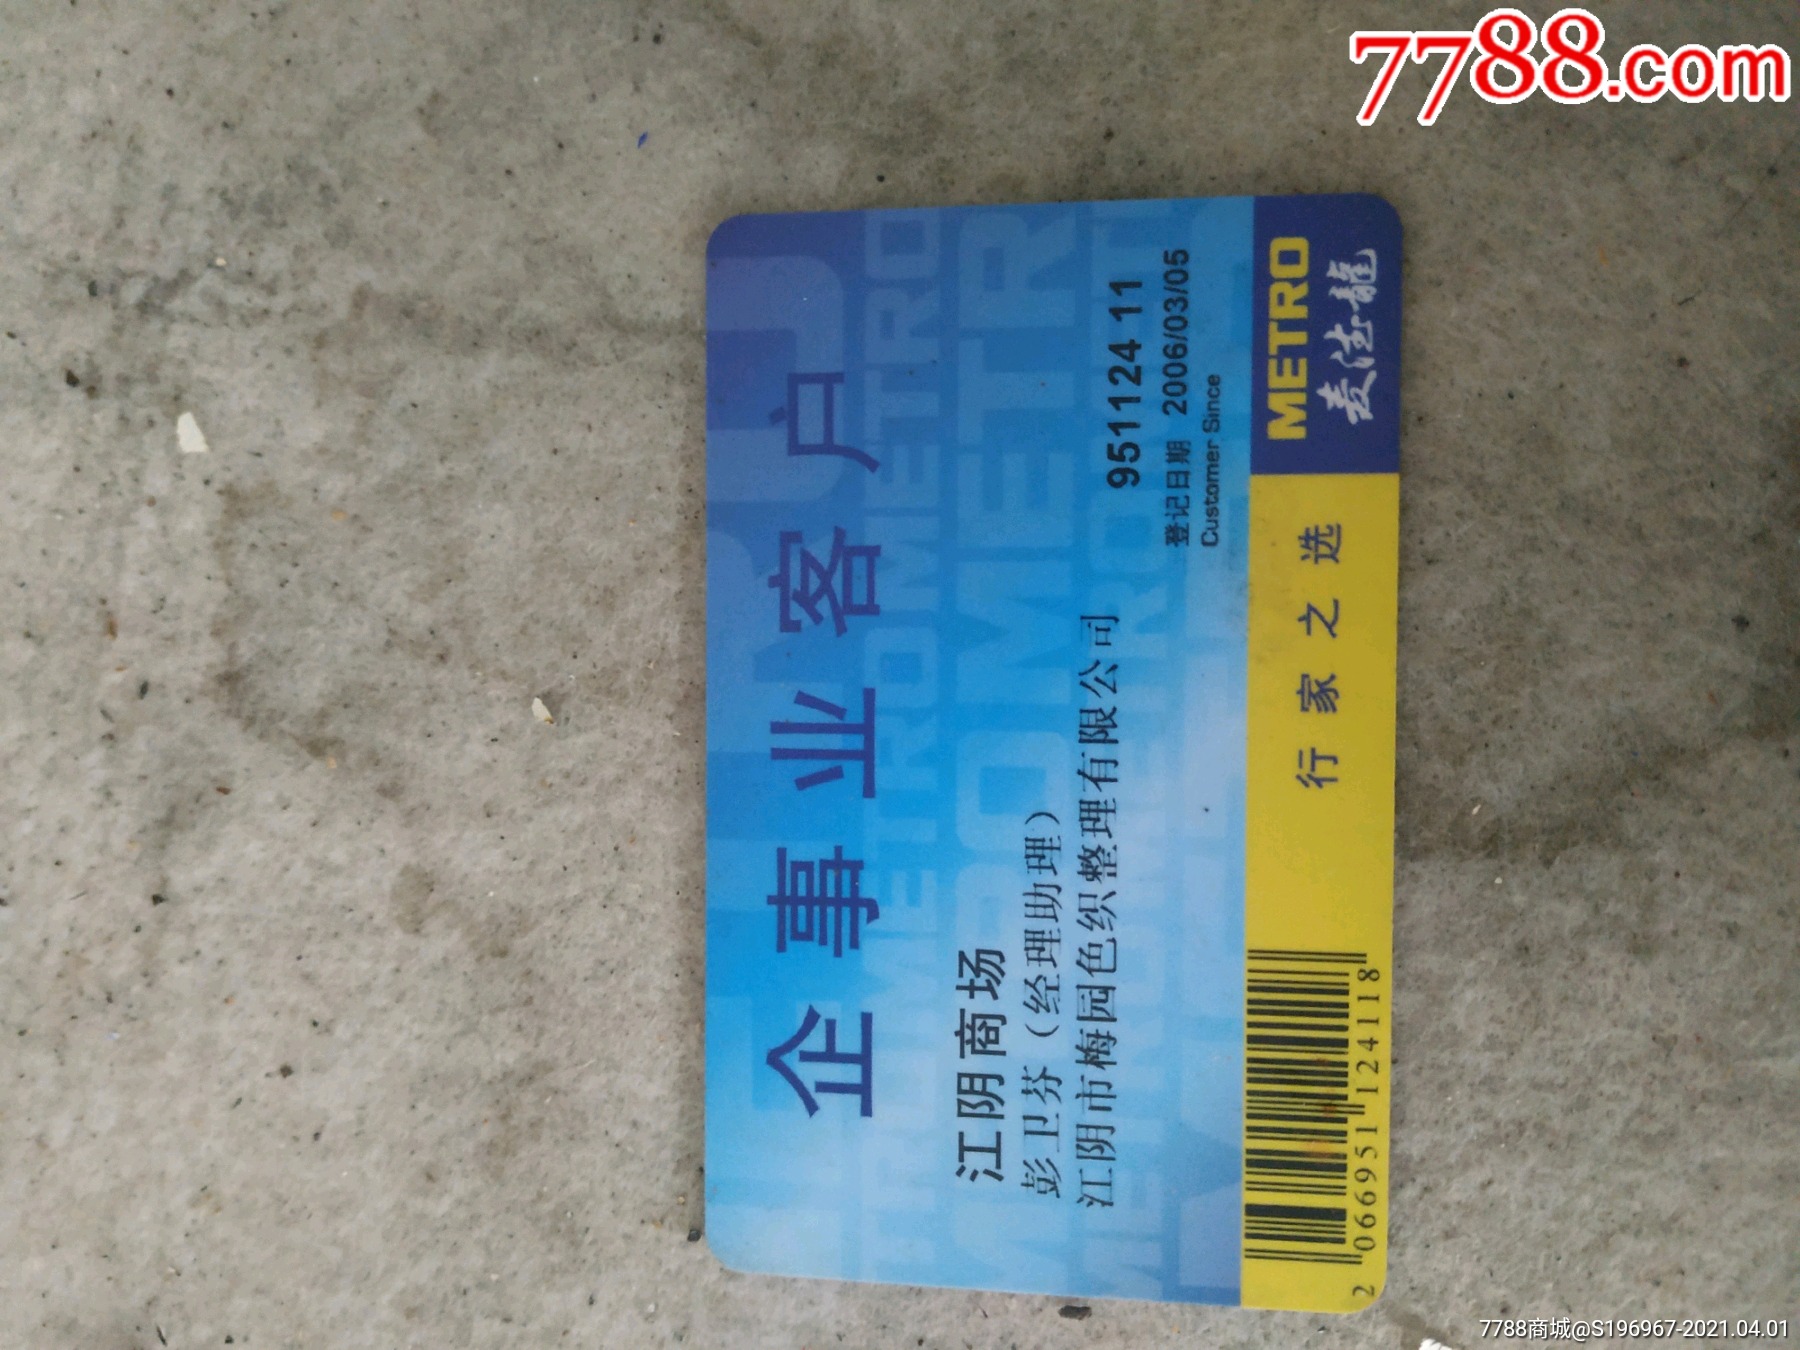 7788.com
企事业客户
江阴商场
彭卫芬（经理助理）
江阴市梅园色织整理有限公司
951124 11
登记日期 2006/03/05
Customer Since
METRO
麦德龍
行家之选
2 066951 124118
7788商城@S196967-2021.04.01